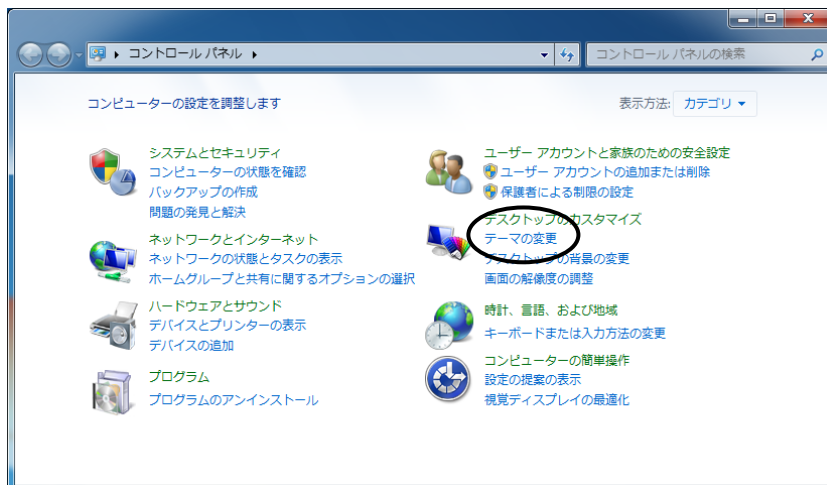 コントロール パネル
コントロール パネルの検索
コンピューターの設定を調整します
表示方法: カテゴリ
システムとセキュリティ
コンピューターの状態を確認
バックアップの作成
問題の発見と解決
ネットワークとインターネット
ネットワークの状態とタスクの表示
ホームグループと共有に関するオプションの選択
ハードウェアとサウンド
デバイスとプリンターの表示
デバイスの追加
プログラム
プログラムのアンインストール
ユーザー アカウントと家族のための安全設定
ユーザー アカウントの追加または削除
保護者による制限の設定
デスクトップのカスタマイズ
テーマの変更
デスクトップの背景の変更
画面の解像度の調整
時計、言語、および地域
キーボードまたは入力方法の変更
コンピューターの簡単操作
設定の提案の表示
視覚ディスプレイの最適化